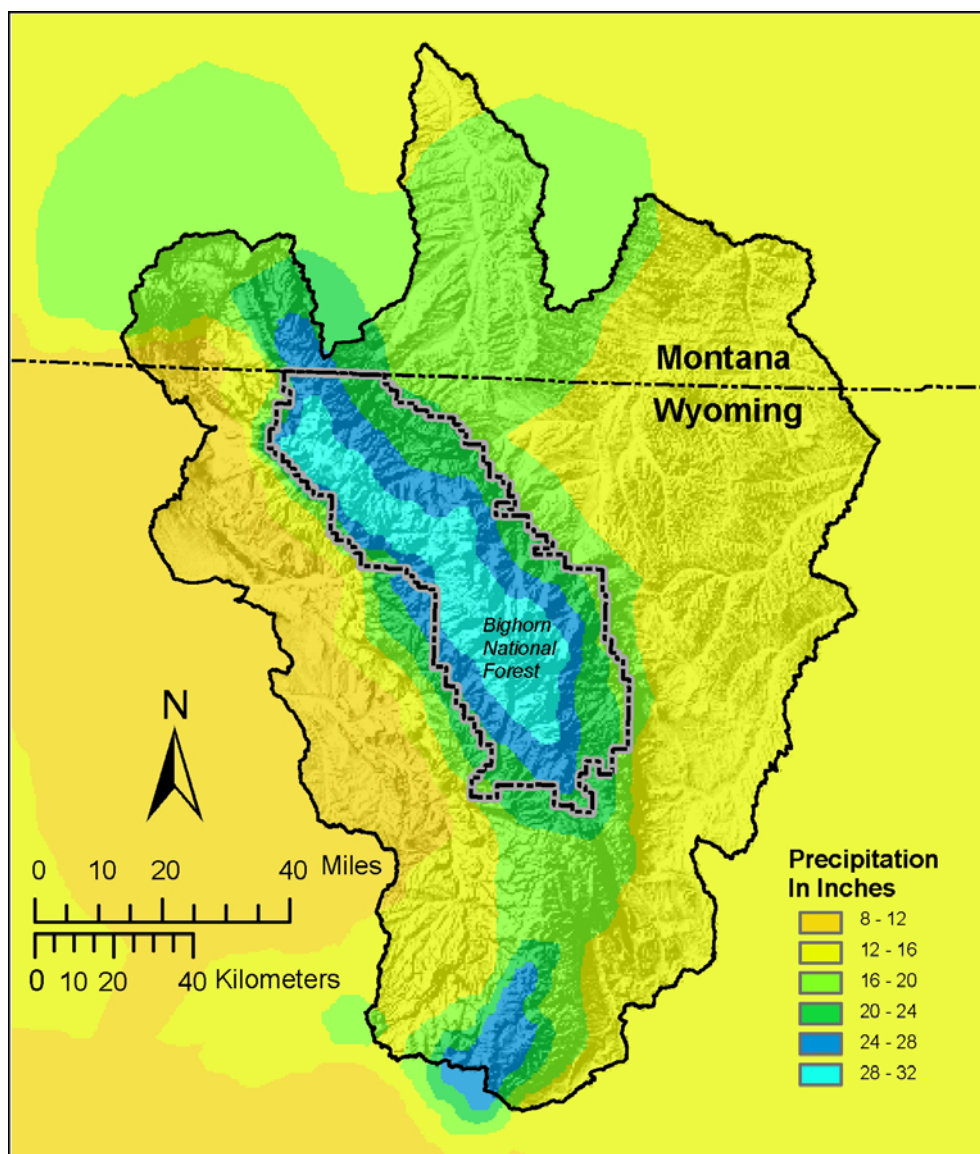 Montana
Wyoming
Bighorn
National
Forest
N
0 10 20 40 Miles
0 10 20 40 Kilometers
Precipitation
In Inches
8 - 12
12 - 16
16 - 20
20 - 24
24 - 28
28 - 32